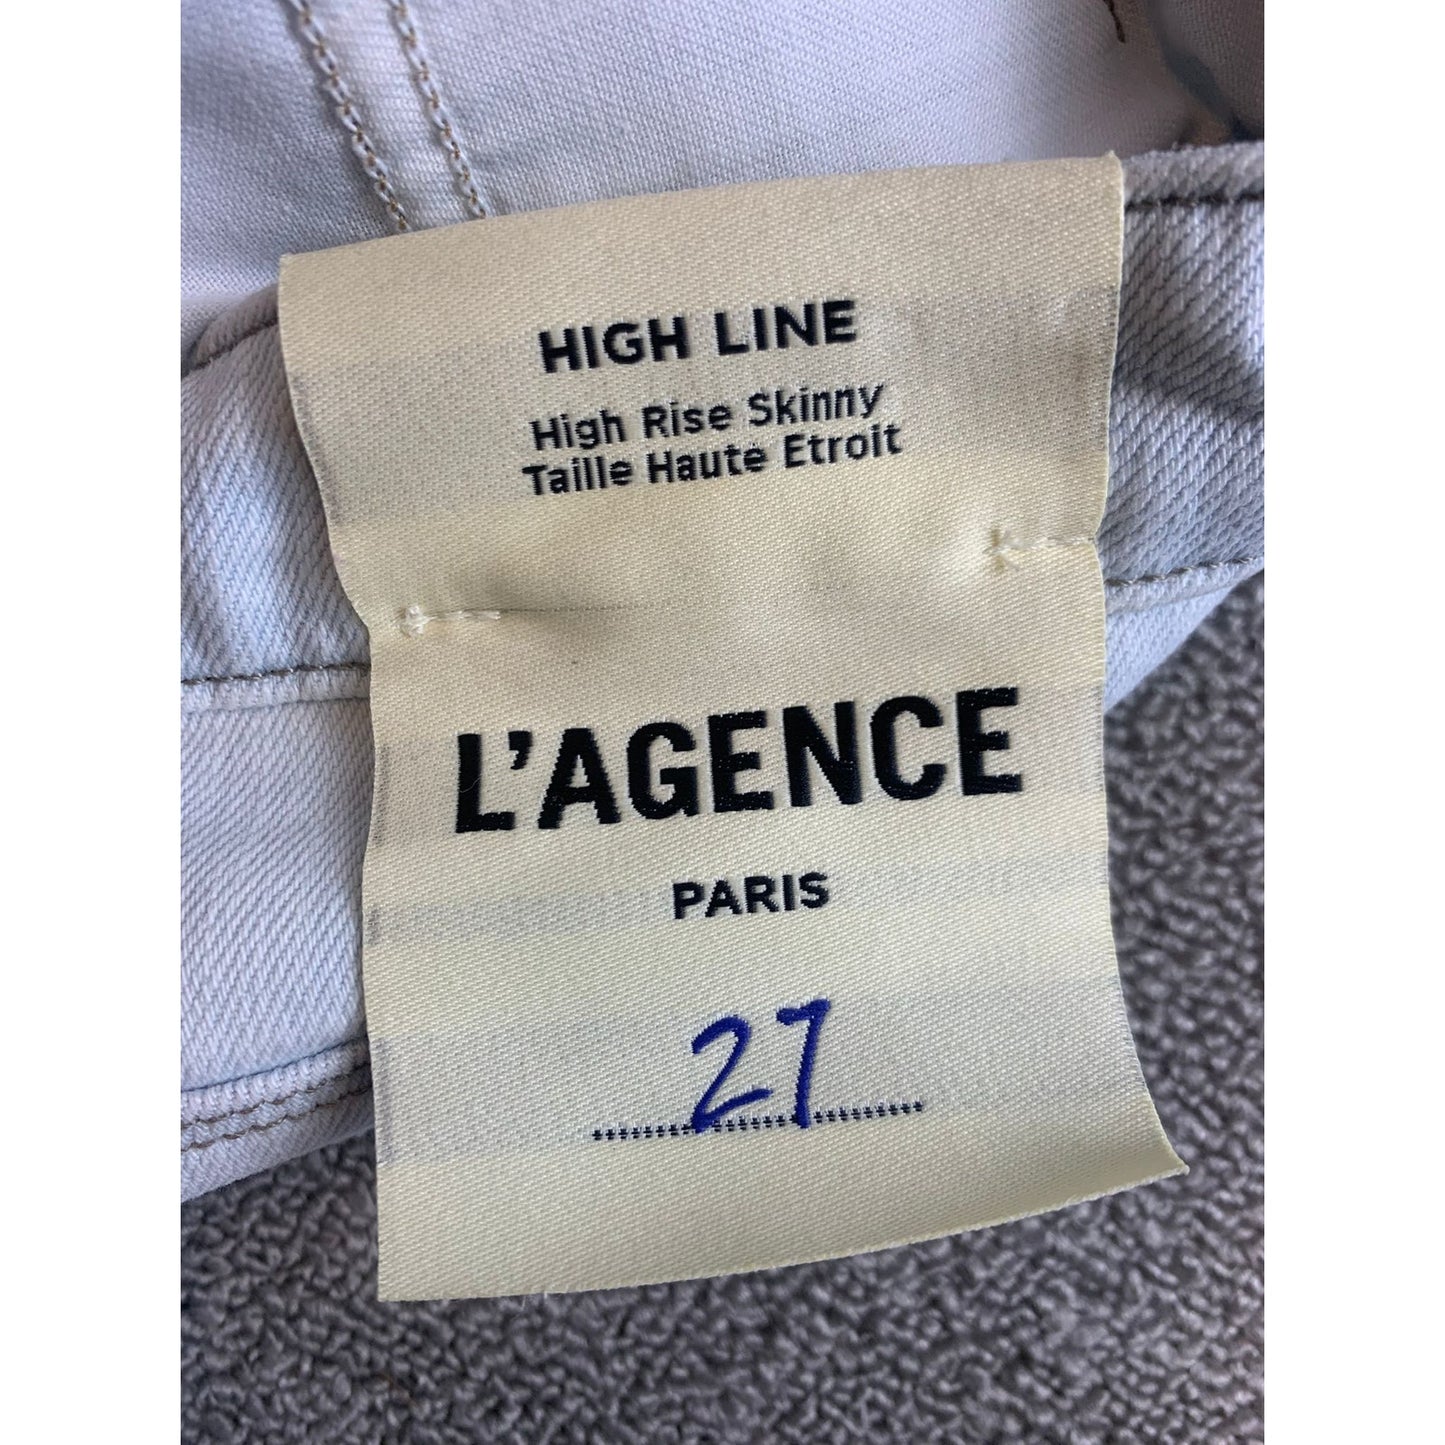 HIGH LINE
High Rise Skinny
Taille Haute Etroit
L'AGENCE
PARIS
27